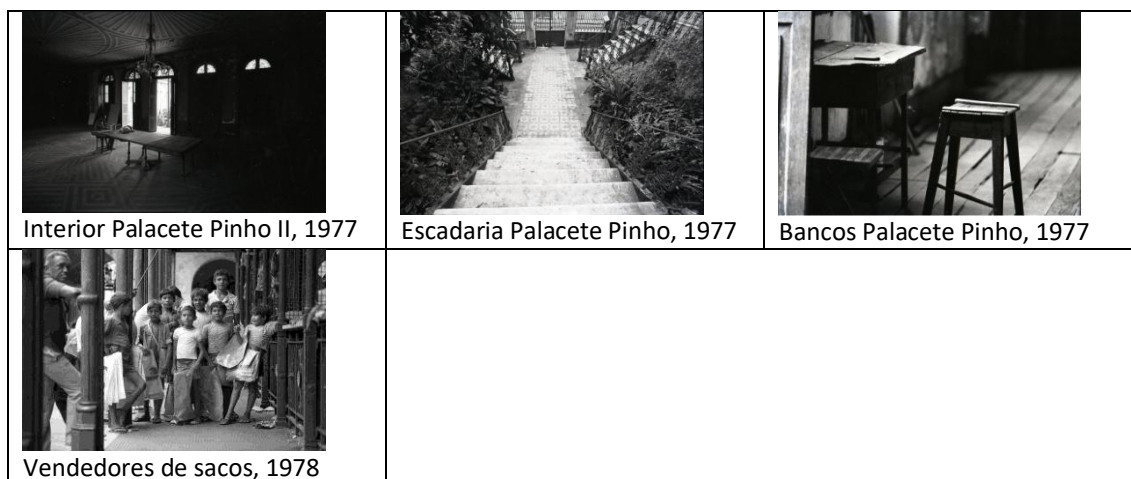 Interior Palacete Pinho II, 1977
Escadaria Palacete Pinho, 1977
Bancos Palacete Pinho, 1977
Vendedores de sacos, 1978